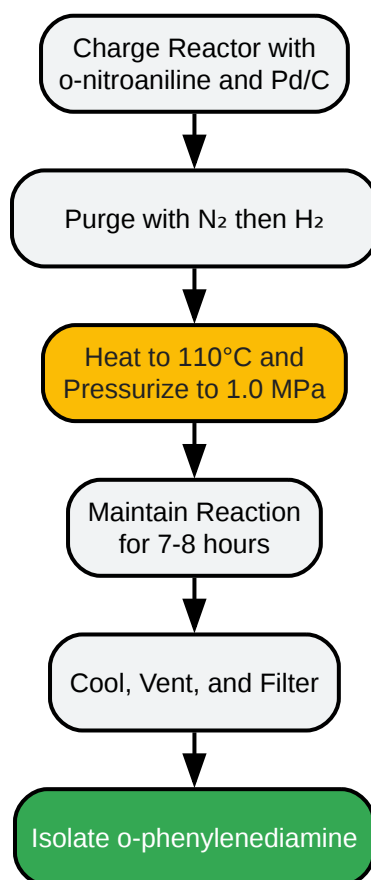 Charge Reactor with
o-nitroaniline and Pd/C
Purge with N₂ then H₂
Heat to 110°C and
Pressurize to 1.0 MPa
Maintain Reaction
for 7-8 hours
Cool, Vent, and Filter
Isolate o-phenylenediamine